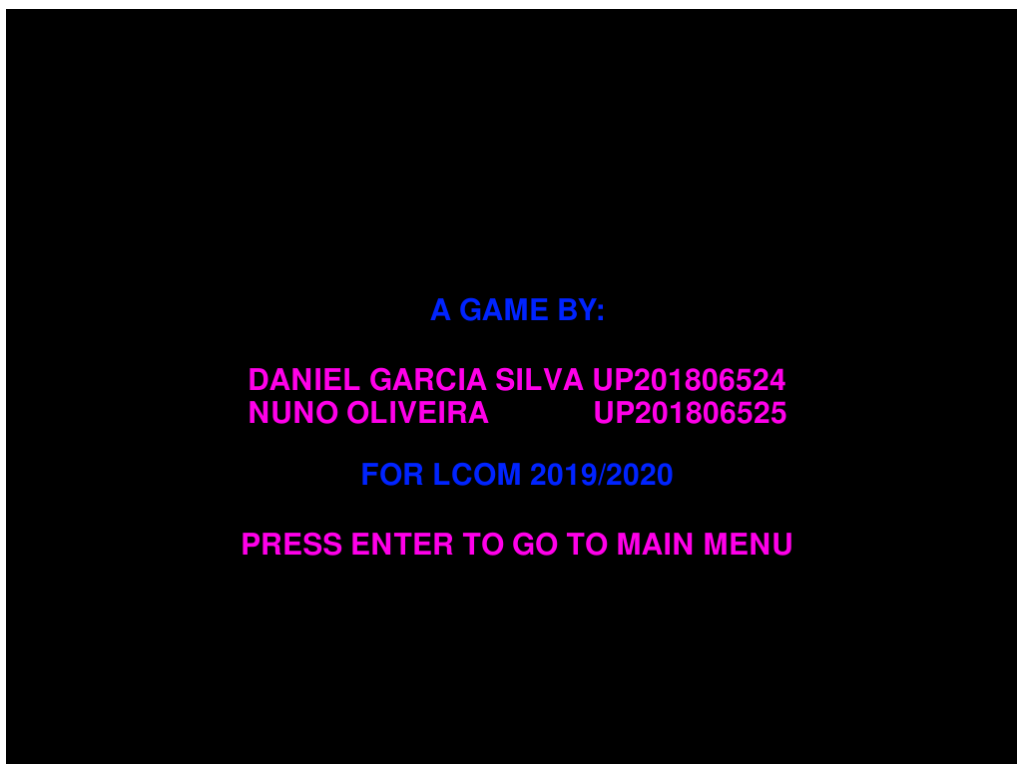 A GAME BY:
DANIEL GARCIA SILVA UP201806524
NUNO OLIVEIRA UP201806525
FOR LCOM 2019/2020
PRESS ENTER TO GO TO MAIN MENU